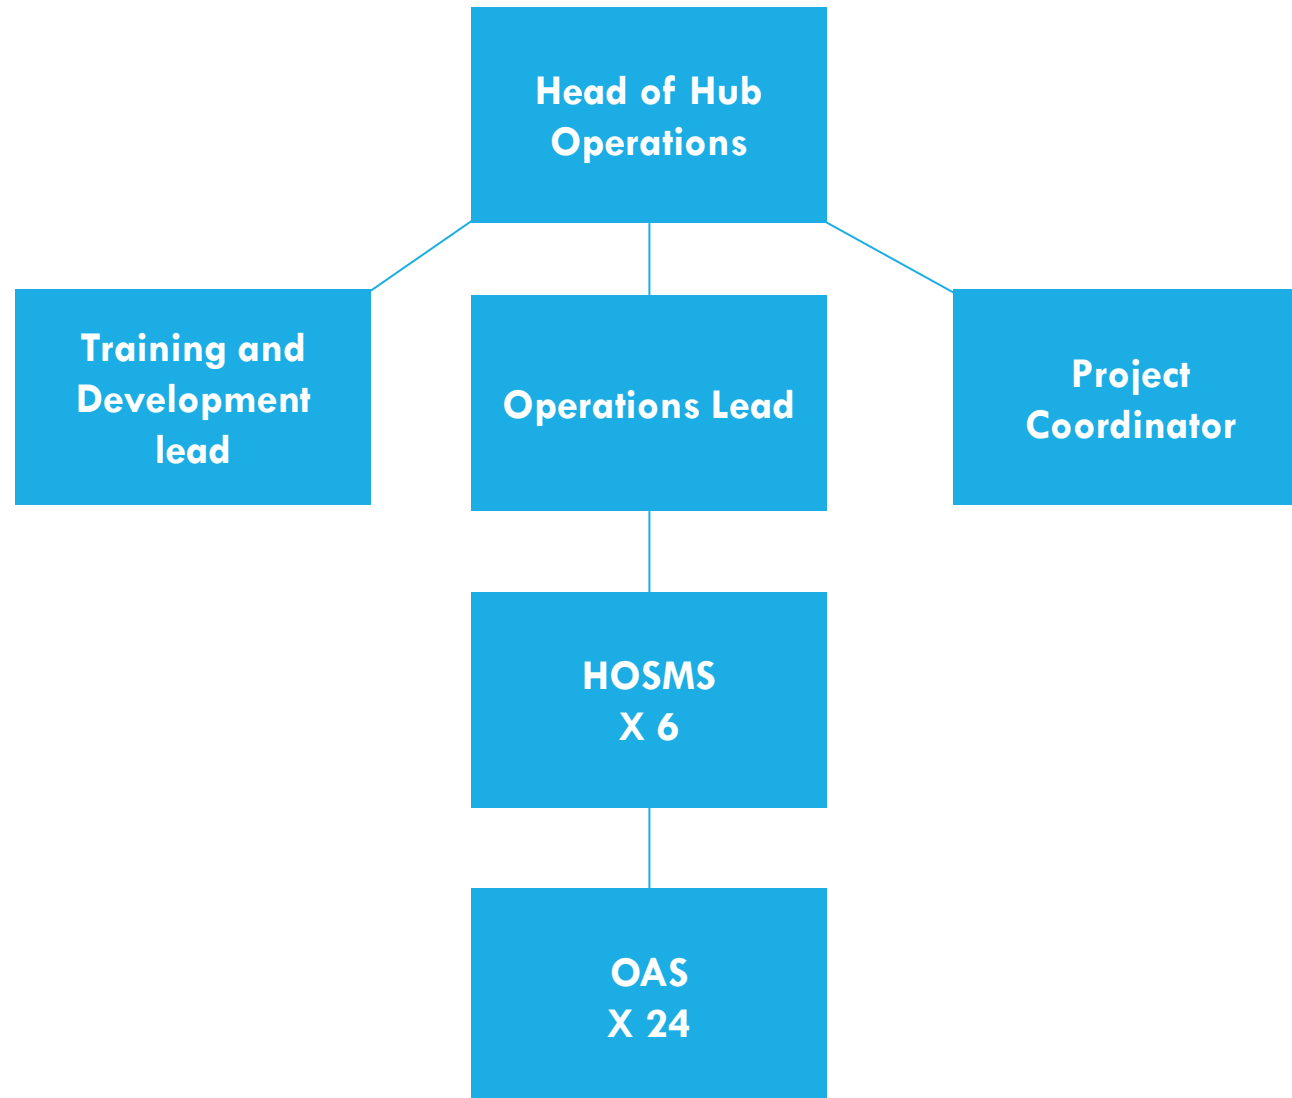 Head of Hub
Operations
Training and
Development
lead
Operations Lead
Project
Coordinator
HOSMS
X 6
OAS
X 24